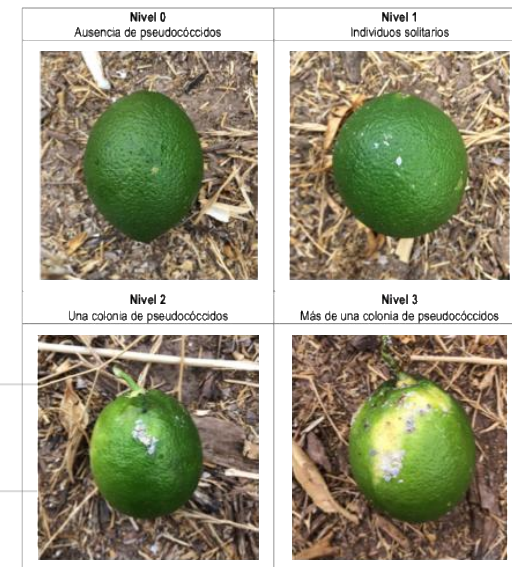 Nivel 0
Ausencia de pseudocóccidos
Nivel 1
Individuos solitarios
Nivel 2
Una colonia de pseudocóccidos
Nivel 3
Más de una colonia de pseudocóccidos